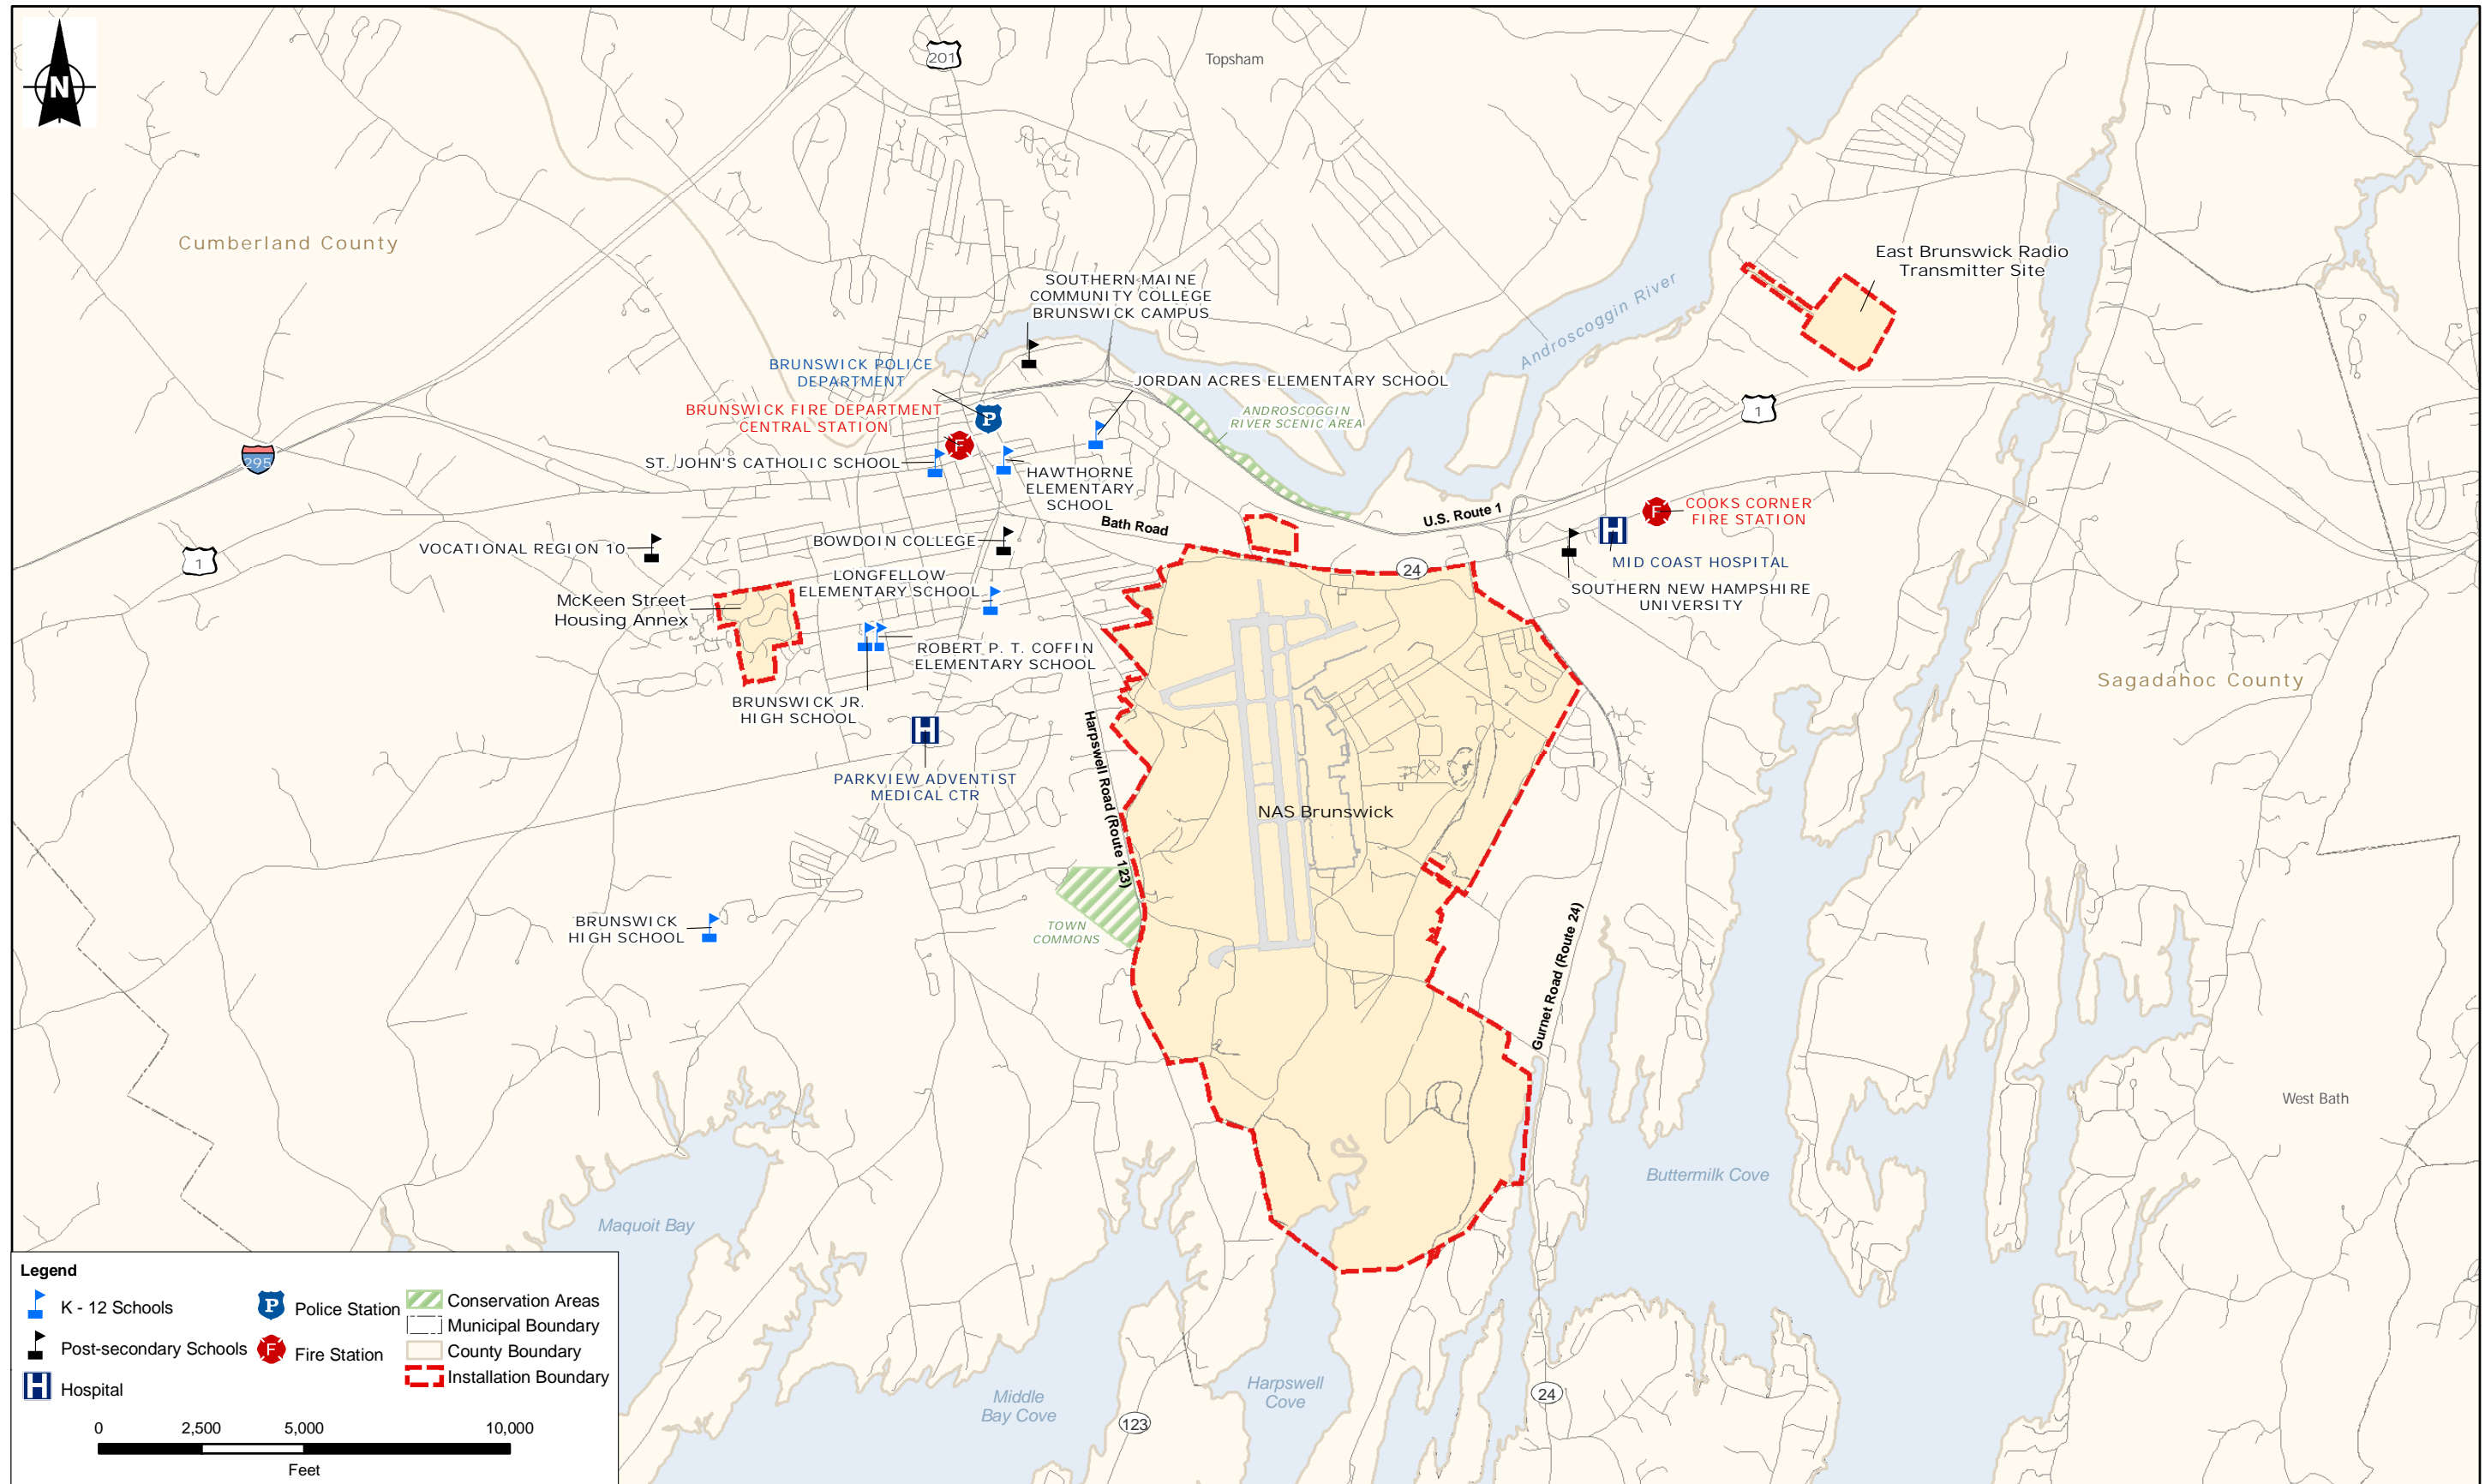 N
201
Topsham
Cumberland County
East Brunswick Radio
Transmitter Site
SOUTHERN MAINE
COMMUNITY COLLEGE
BRUNSWICK CAMPUS
Androscoggin River
BRUNSWICK POLICE
DEPARTMENT
JORDAN ACRES ELEMENTARY SCHOOL
BRUNSWICK FIRE DEPARTMENT
CENTRAL STATION
P
F
ANDROSCOGGIN
RIVER SCENIC AREA
1
295
ST. JOHN'S CATHOLIC SCHOOL
HAWTHORNE
ELEMENTARY
SCHOOL
Bath Road
U.S. Route 1
F
COOKS CORNER
FIRE STATION
H
MID COAST HOSPITAL
VOCATIONAL REGION 10
BOWDOIN COLLEGE
1
24
SOUTHERN NEW HAMPSHIRE
UNIVERSITY
LONGFELLOW
ELEMENTARY SCHOOL
McKeen Street
Housing Annex
ROBERT P. T. COFFIN
ELEMENTARY SCHOOL
Sagadahoc County
BRUNSWICK JR.
HIGH SCHOOL
H
Harpswell Road (Route 123)
PARKVIEW ADVENTIST
MEDICAL CTR
NAS Brunswick
BRUNSWICK
HIGH SCHOOL
TOWN
COMMONS
Gurnet Road (Route 24)
West Bath
Buttermilk Cove
Maquoit Bay
Middle
Bay Cove
Harpswell
Cove
123
24
Legend
K - 12 Schools
Post-secondary Schools
H Hospital
P Police Station
F Fire Station
Conservation Areas
Municipal Boundary
County Boundary
Installation Boundary
0 2,500 5,000 10,000
Feet